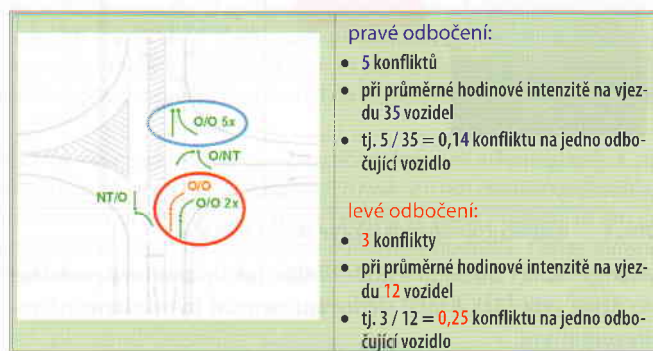 O/O 5x
O/NT
O/O
NT/O
O/O 2x
pravé odbočení:
• 5 konfliktů
• při průměrné hodinové intenzitě na vjez-
du 35 vozidel
• tj. 5 / 35 = 0,14 konfliktu na jedno odbo-
čující vozidlo
levé odbočení:
• 3 konflikty
• při průměrné hodinové intenzitě na vjez-
du 12 vozidel
• tj. 3 / 12 = 0,25 konfliktu na jedno odbo-
čující vozidlo